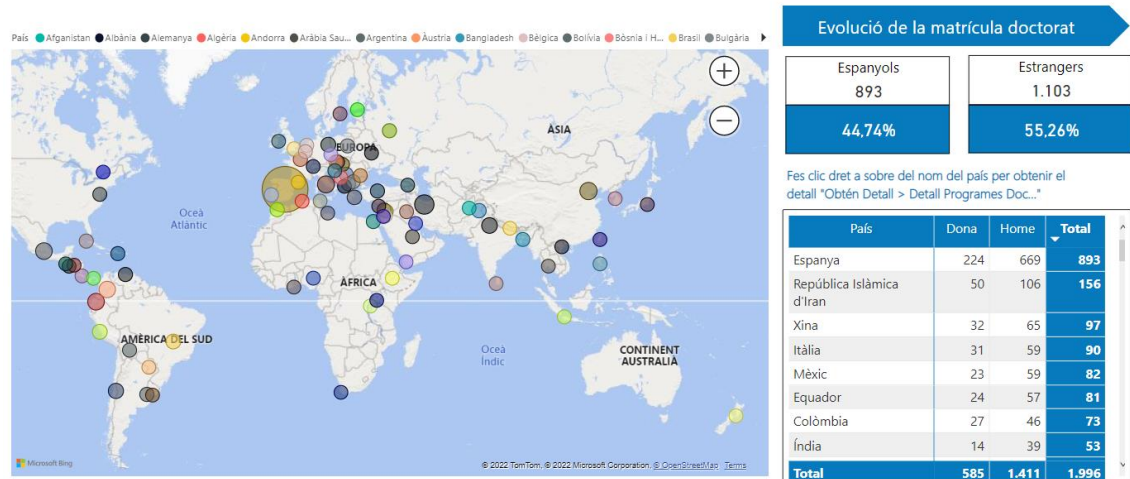 País Afganistan Albània Alemanya Algèria Andorra Aràbia Sau... Argentina Àustria Bangladesh Bèlgica Bolívia Bòsnia i H... Brasil Bulgària
ÀSIA
EUROPA
Oceà
Atlàntic
ÀFRICA
AMÈRICA DEL SUD
Oceà
Índic
CONTINENT
AUSTRALIÀ
Microsoft Bing
© 2022 TomTom, © 2022 Microsoft Corporation, © OpenStreetMap Terms
Evolució de la matrícula doctorat
Espanyols Estrangers
893 1.103
44,74% 55,26%
Fes clic dret a sobre del nom del país per obtenir el
detall "Obtén Detall > Detall Programes Doc..."
País Dona Home Total
Espanya 224 669 893
República Islàmica
d'Iran 50 106 156
Xina 32 65 97
Itàlia 31 59 90
Mèxic 23 59 82
Equador 24 57 81
Colòmbia 27 46 73
Índia 14 39 53
Total 585 1.411 1.996